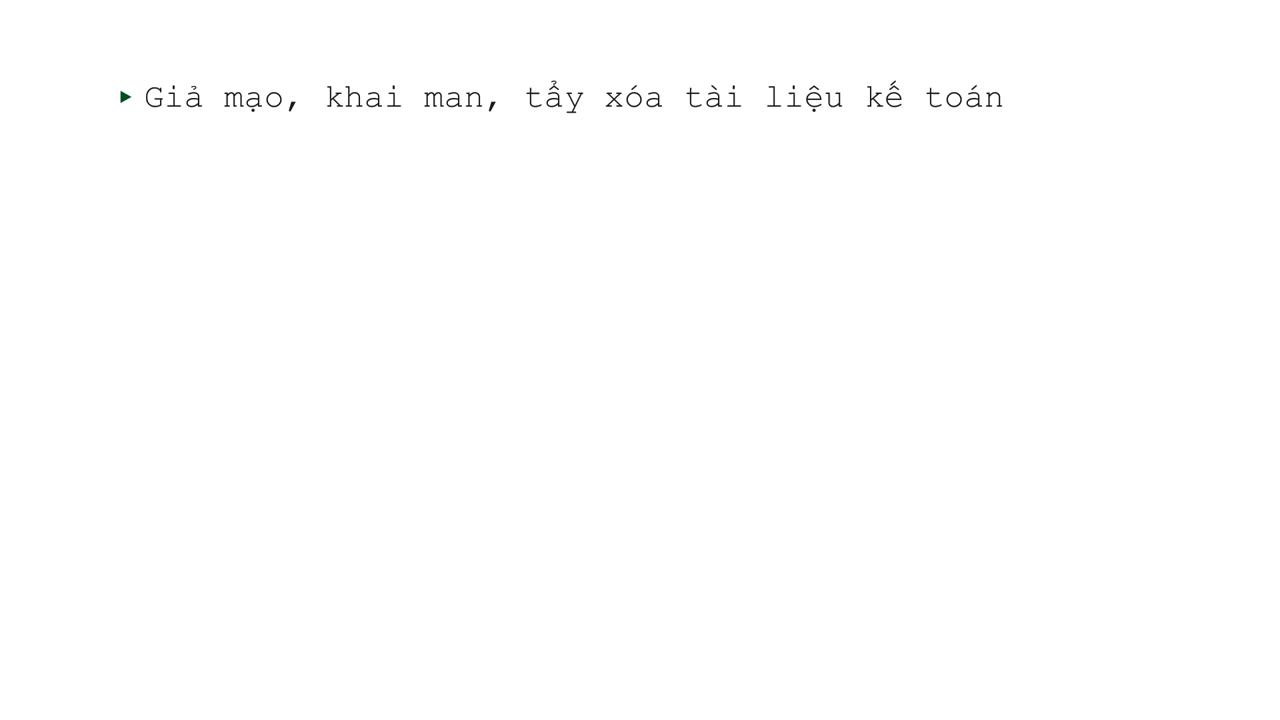 ▸ Giả mạo, khai man, tẩy xóa tài liệu kế toán